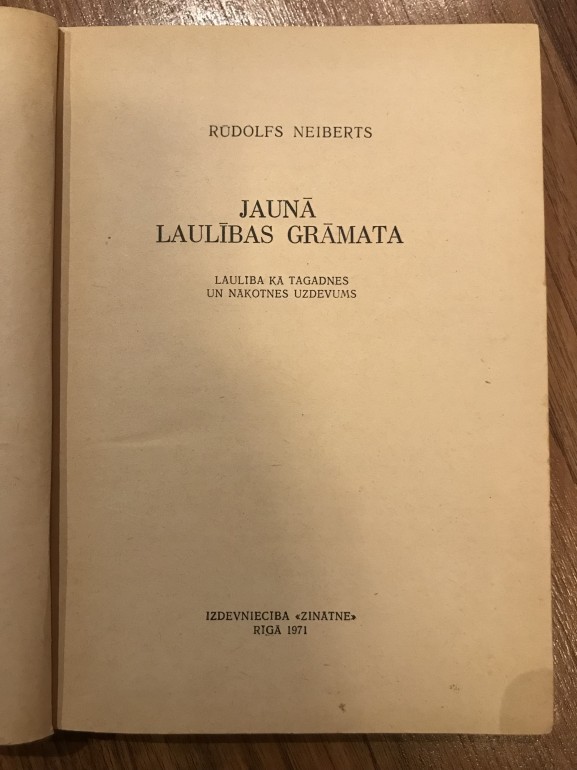 RŪDOLFS NEIBERTS
JAUNĀ
LAULĪBAS GRĀMATA
LAULĪBA KĀ TAGADNES
UN NĀKOTNES UZDEVUMS
IZDEVNIECĪBA «ZINĀTNE»
RĪGĀ 1971